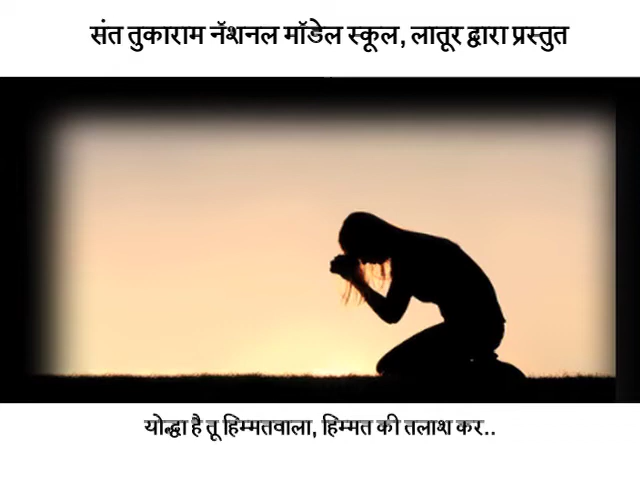 संत तुकाराम नॅशनल मॉडेल स्कूल, लातूर द्वारा प्रस्तुत
योद्धा है तू हिम्मतवाला, हिम्मत की तलाश कर..